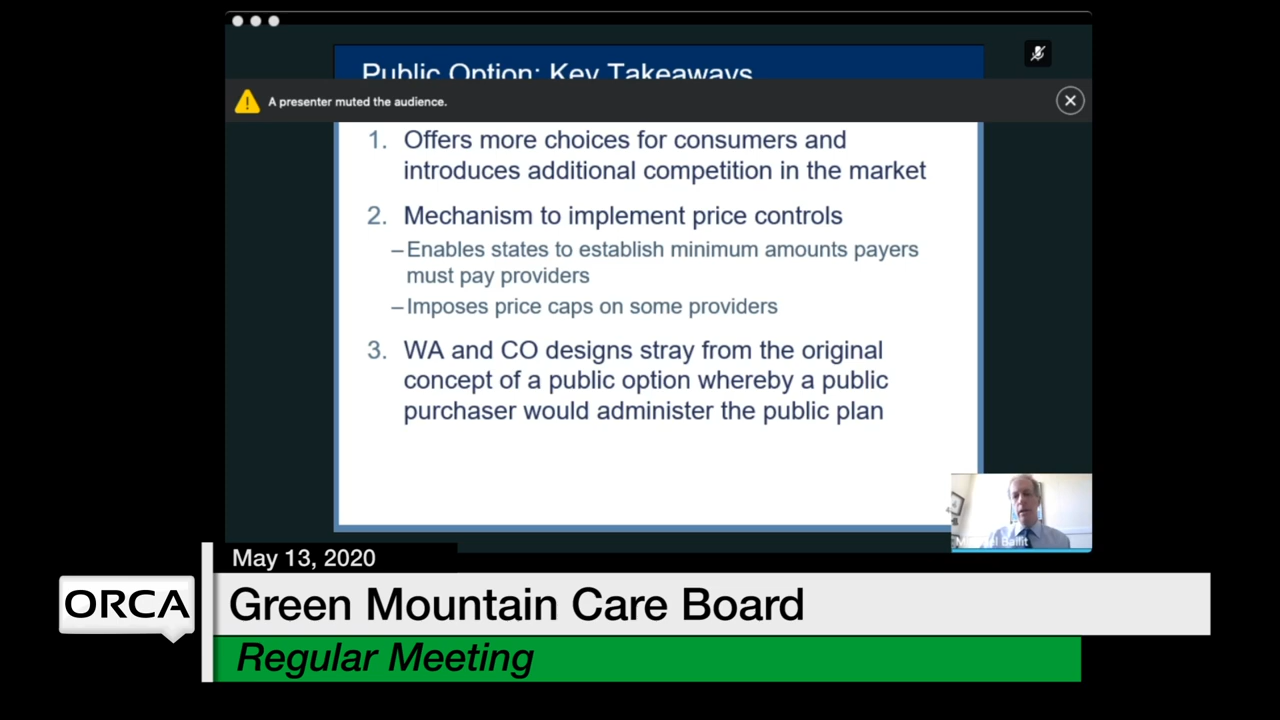 Public Option: Key Takeaways
A presenter muted the audience.
1. Offers more choices for consumers and
introduces additional competition in the market
2. Mechanism to implement price controls
– Enables states to establish minimum amounts payers
must pay providers
– Imposes price caps on some providers
3. WA and CO designs stray from the original
concept of a public option whereby a public
purchaser would administer the public plan
Bailit
May 13, 2020
ORCA
Green Mountain Care Board
Regular Meeting